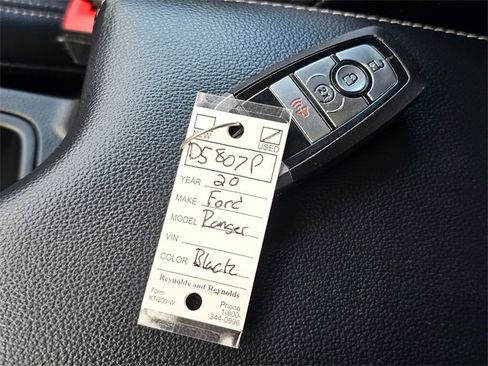 NEW USED
D5807P
YEAR 20
MAKE Ford
MODEL Ranger
VIN
COLOR Black
Reynolds and Reynolds
Form Phone
KT-200-W 1-800-
344-0996